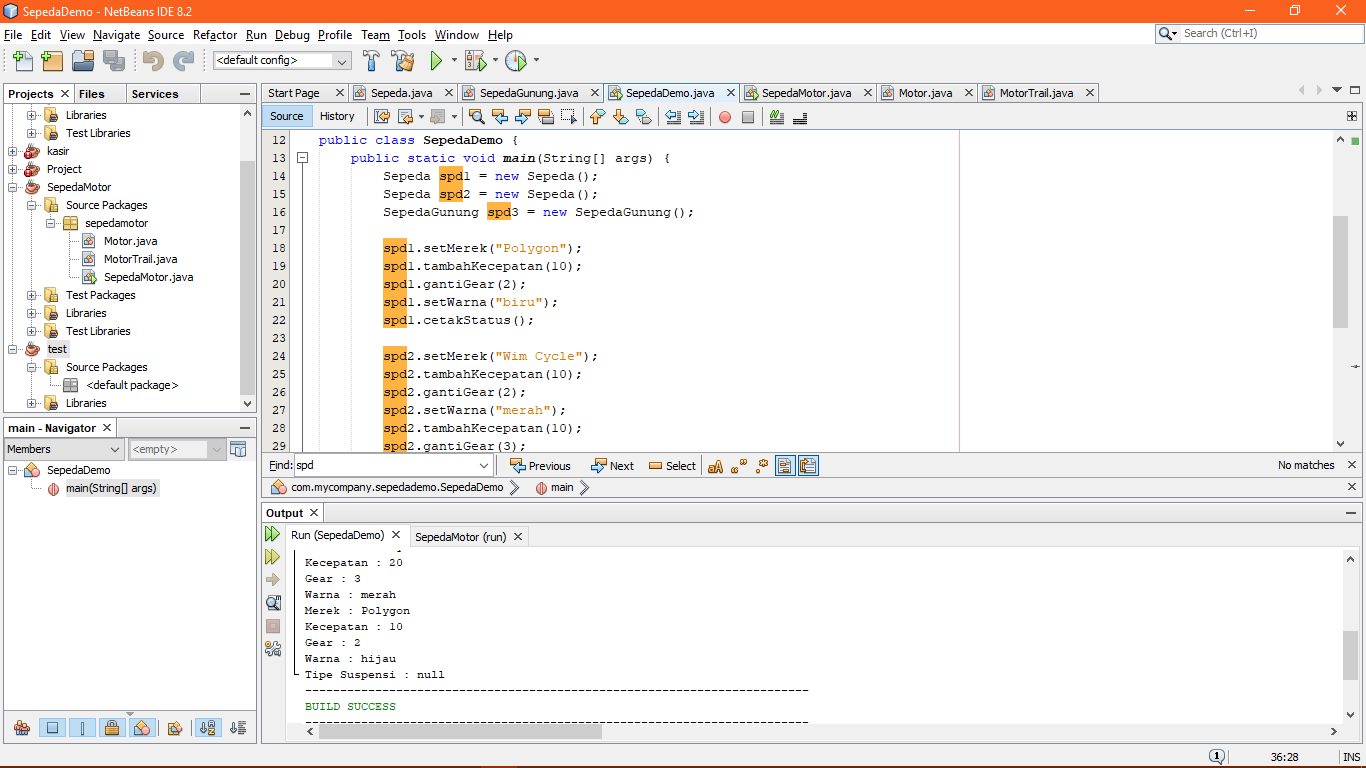 SepedaDemo - NetBeans IDE 8.2
File Edit View Navigate Source Refactor Run Debug Profile Team Tools Window Help
Search (Ctrl+I)
<default config>
Projects Files Services
Libraries
Test Libraries
kasir
Project
SepedaMotor
Source Packages
sepedamotor
Motor.java
MotorTrail.java
SepedaMotor.java
Test Packages
Libraries
Test Libraries
test
Source Packages
<default package>
Libraries
main - Navigator
Members <empty>
SepedaDemo
main(String[] args)
Start Page Sepeda.java SepedaGunung.java SepedaDemo.java SepedaMotor.java Motor.java MotorTrail.java
Source History
12 public class SepedaDemo {
13 public static void main(String[] args) {
14 Sepeda spd1 = new Sepeda();
15 Sepeda spd2 = new Sepeda();
16 SepedaGunung spd3 = new SepedaGunung();
17
18 spd1.setMerek("Polygon");
19 spd1.tambahKecepatan(10);
20 spd1.gantiGear(2);
21 spd1.setWarna("biru");
22 spd1.cetakStatus();
23
24 spd2.setMerek("Wim Cycle");
25 spd2.tambahKecepatan(10);
26 spd2.gantiGear(2);
27 spd2.setWarna("merah");
28 spd2.tambahKecepatan(10);
29 spd2.gantiGear(3);
Find: spd Previous Next Select No matches
com.mycompany.sepedademo.SepedaDemo main
Output
Run (SepedaDemo) SepedaMotor (run)
Kecepatan : 20
Gear : 3
Warna : merah
Merek : Polygon
Kecepatan : 10
Gear : 2
Warna : hijau
Tipe Suspensi : null
------------------------------------------------------------------------
BUILD SUCCESS
------------------------------------------------------------------------
1 36:28 INS